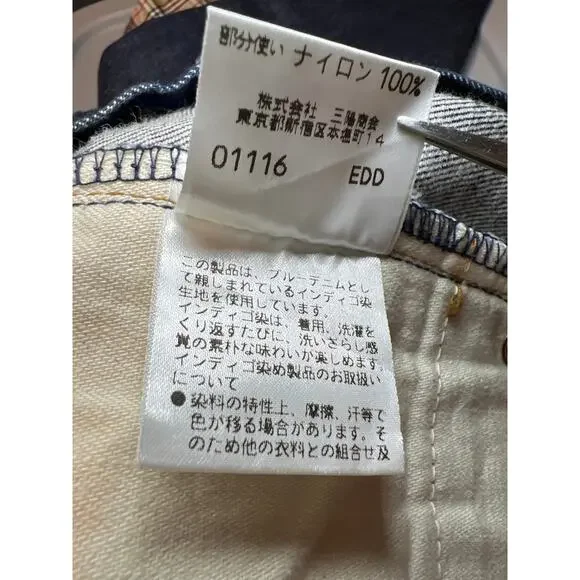 部分使い ナイロン 100%
株式会社 三陽商会
東京都新宿区本塩町14
01116 EDD
この製品は、ブルーデニムとし
て親しまれているインディゴ染
生地を使用しています。
インディゴ染は、着用、洗濯を
くり返すたびに、洗いざらし感
覚の素朴な味わいが楽しめます。
インディゴ染め製品のお取扱い
について
●染料の特性上、摩擦、汗等で
色が移る場合があります。そ
のため他の衣料との組合せ及